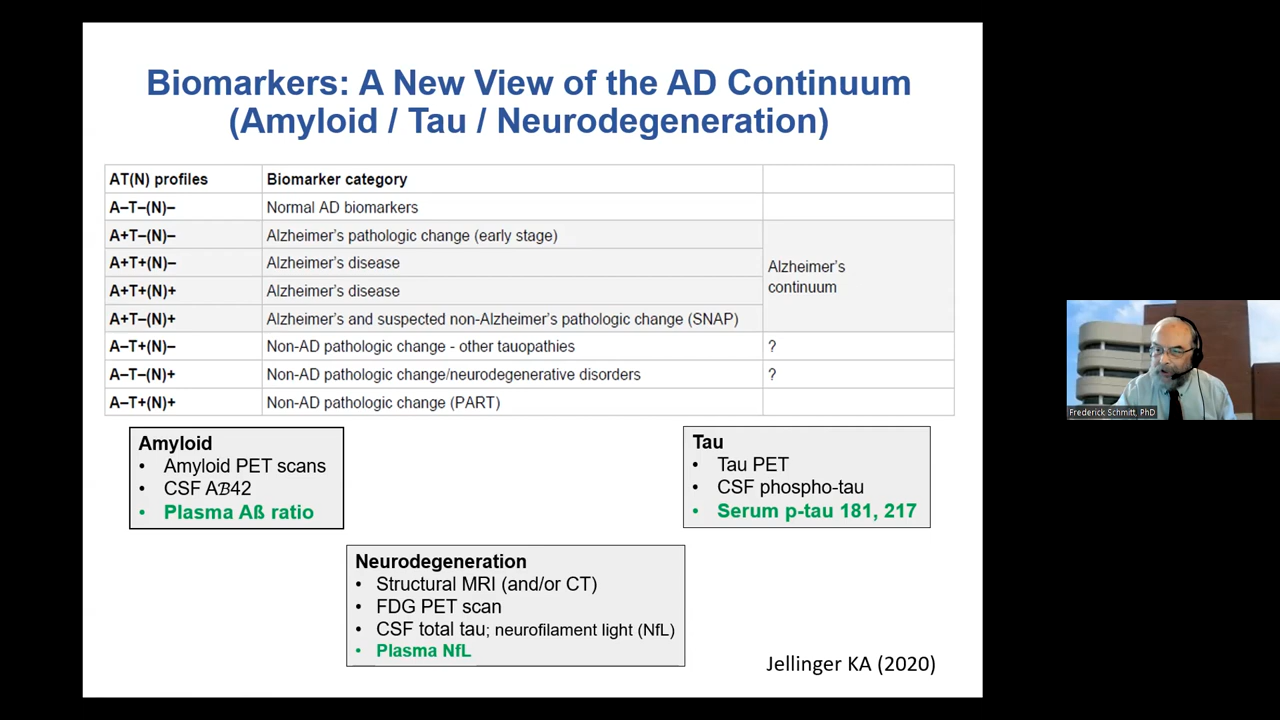 Biomarkers: A New View of the AD Continuum
(Amyloid / Tau / Neurodegeneration)
AT(N) profiles Biomarker category
A–T–(N)– Normal AD biomarkers
A+T–(N)– Alzheimer's pathologic change (early stage)
A+T+(N)– Alzheimer's disease
A+T+(N)+ Alzheimer's disease
A+T–(N)+ Alzheimer's and suspected non-Alzheimer's pathologic change (SNAP)
Alzheimer's
continuum
A–T+(N)– Non-AD pathologic change - other tauopathies ?
A–T–(N)+ Non-AD pathologic change/neurodegenerative disorders ?
A–T+(N)+ Non-AD pathologic change (PART)
Amyloid
• Amyloid PET scans
• CSF Aℬ42
• Plasma Aß ratio
Tau
• Tau PET
• CSF phospho-tau
• Serum p-tau 181, 217
Neurodegeneration
• Structural MRI (and/or CT)
• FDG PET scan
• CSF total tau; neurofilament light (NfL)
• Plasma NfL
Jellinger KA (2020)
Frederick Schmitt, PhD